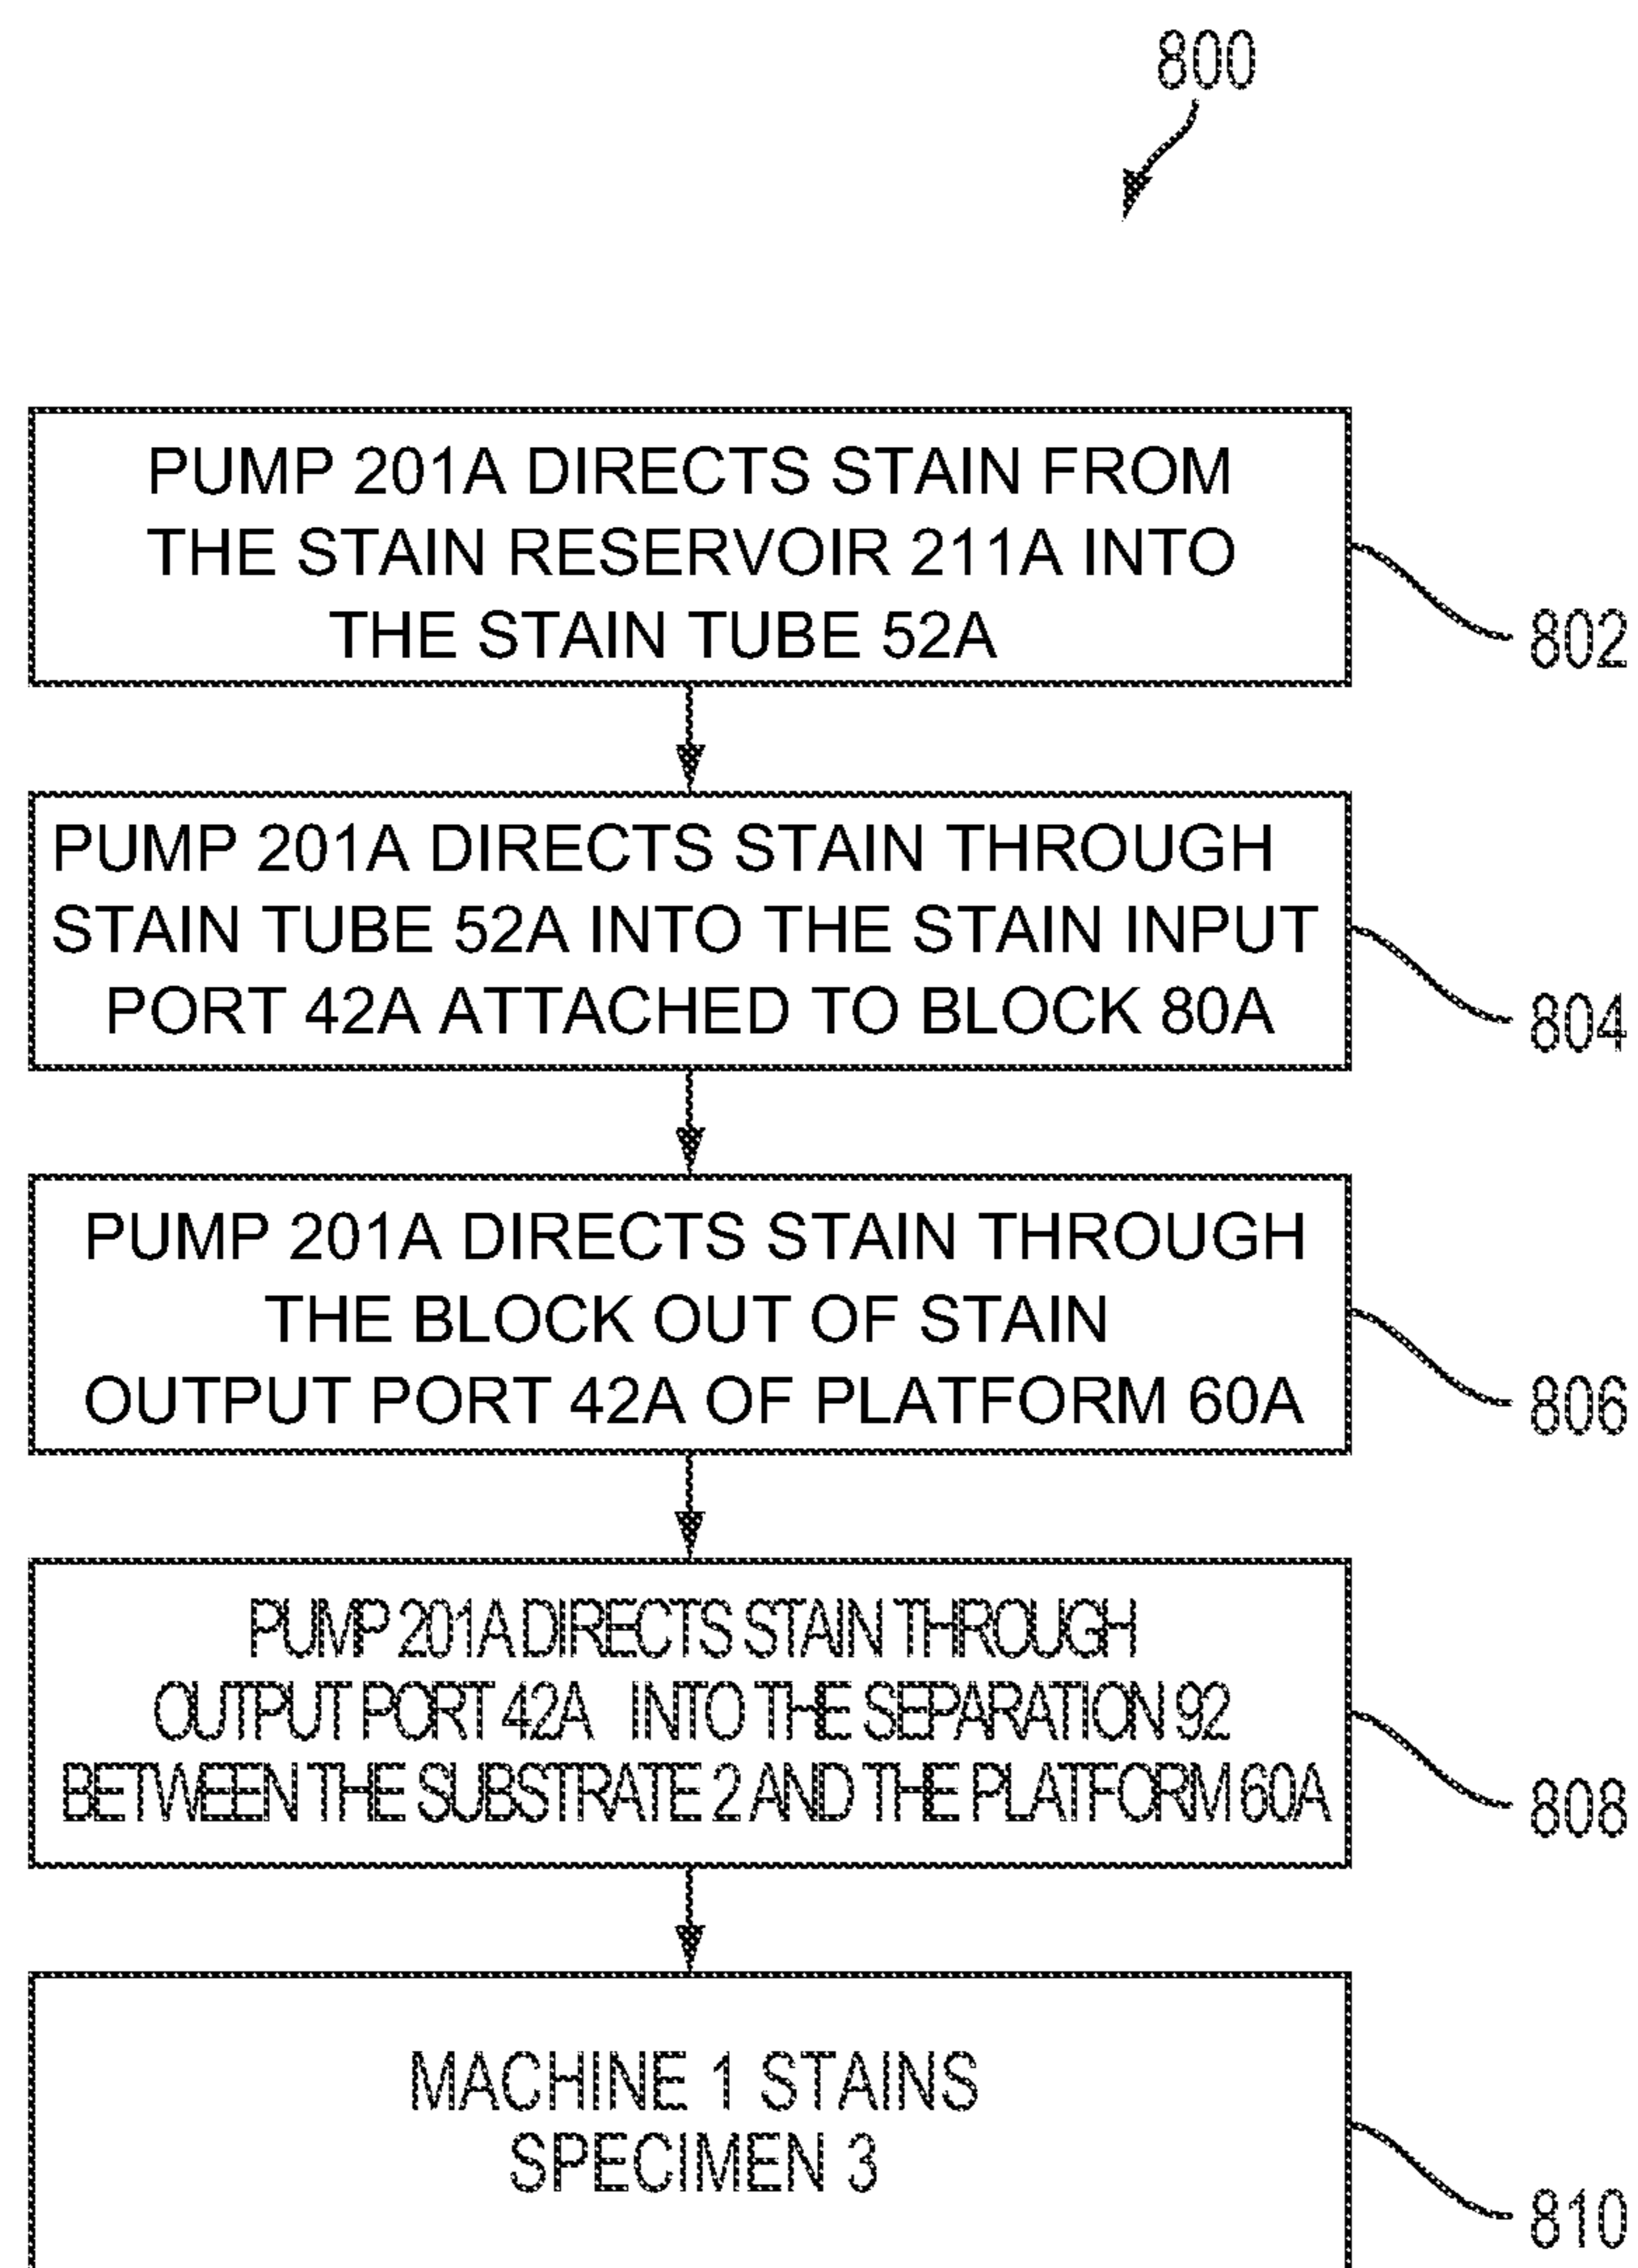 800
PUMP 201A DIRECTS STAIN FROM
THE STAIN RESERVOIR 211A INTO
THE STAIN TUBE 52A
802
PUMP 201A DIRECTS STAIN THROUGH
STAIN TUBE 52A INTO THE STAIN INPUT
PORT 42A ATTACHED TO BLOCK 80A
804
PUMP 201A DIRECTS STAIN THROUGH
THE BLOCK OUT OF STAIN
OUTPUT PORT 42A OF PLATFORM 60A
806
PUMP 201A DIRECTS STAIN THROUGH
OUTPUT PORT 42A INTO THE SEPARATION 92
BETWEEN THE SUBSTRATE 2 AND THE PLATFORM 60A
808
MACHINE 1 STAINS
SPECIMEN 3
810